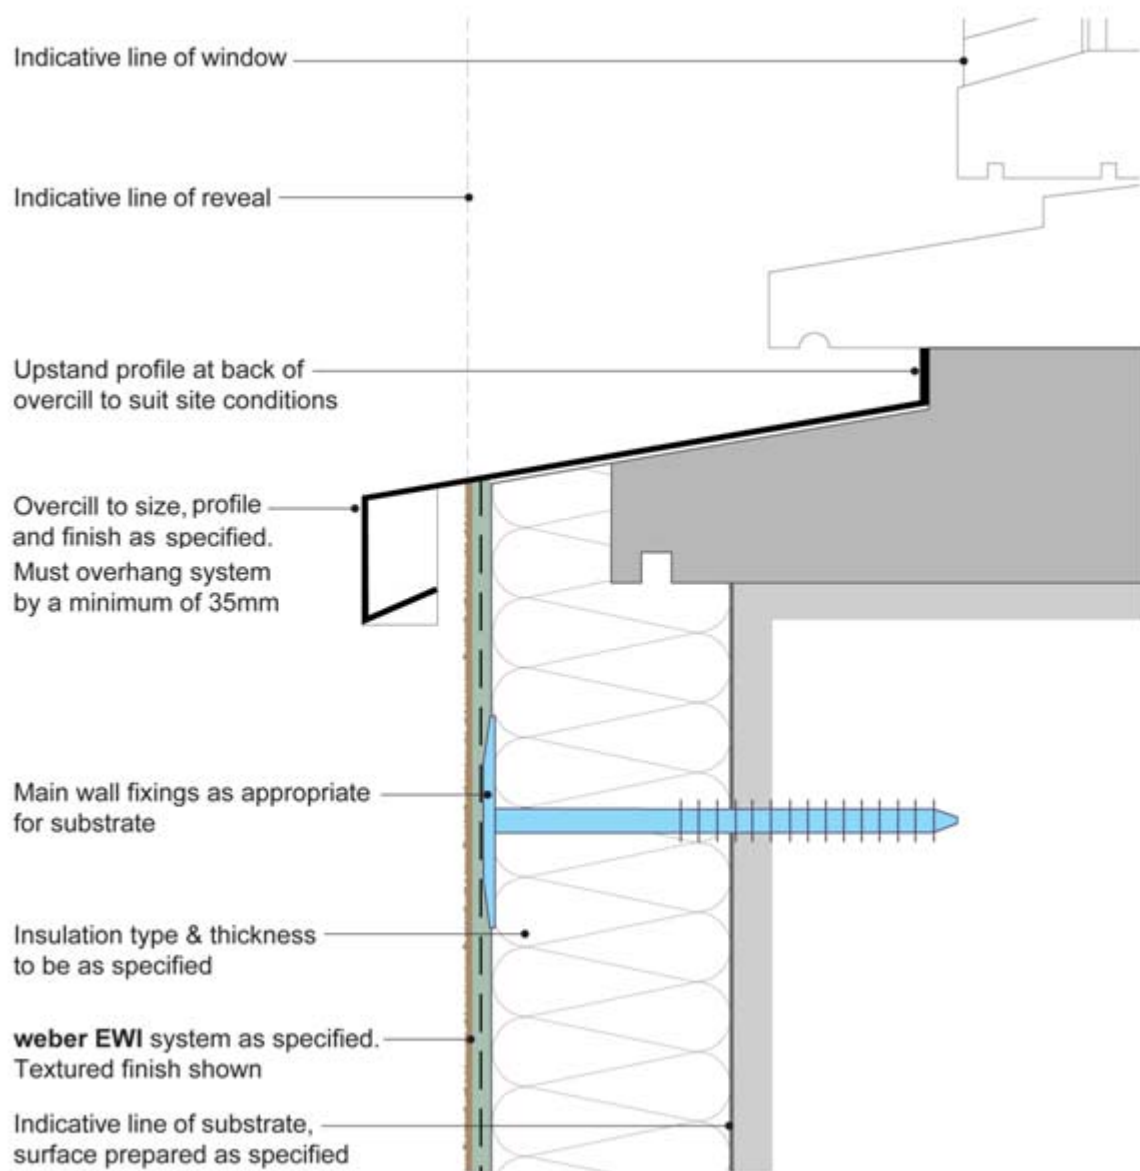 Indicative line of window
Indicative line of reveal
Upstand profile at back of
overcill to suit site conditions
Overcill to size, profile
and finish as specified.
Must overhang system
by a minimum of 35mm
Main wall fixings as appropriate
for substrate
Insulation type & thickness
to be as specified
weber EWI system as specified.
Textured finish shown
Indicative line of substrate,
surface prepared as specified